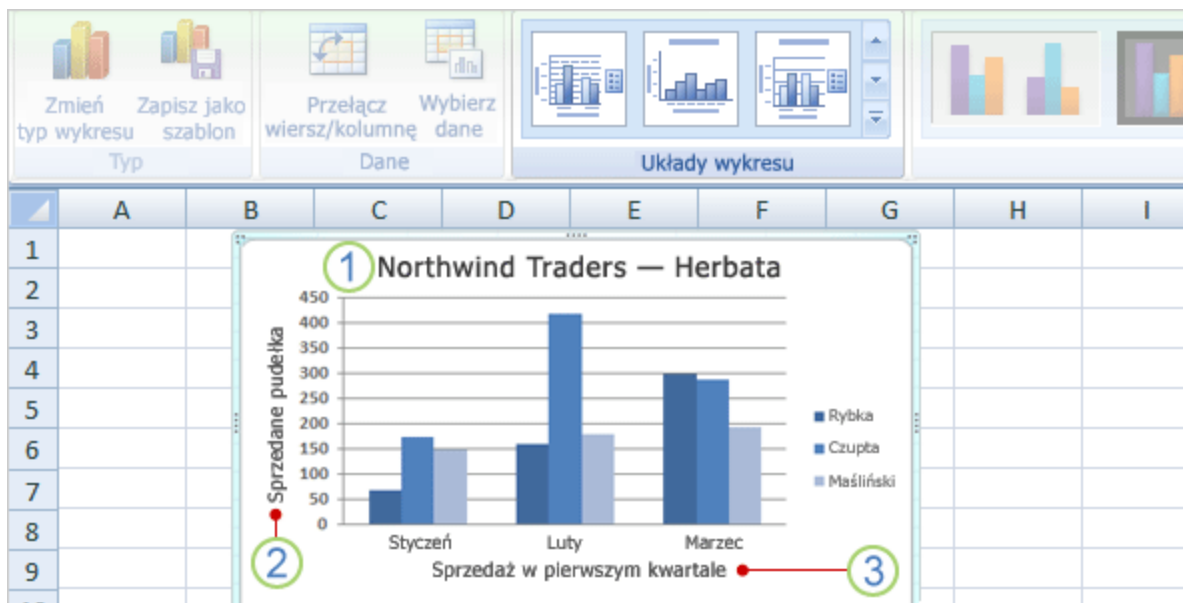 Zmień
typ wykresu
Zapisz jako
szablon
Przełącz
wiersz/kolumnę
Wybierz
dane
Typ
Dane
Układy wykresu
A B C D E F G H I
1
2
3
4
5
6
7
8
9
1 Northwind Traders — Herbata
450
400
350
300
250
200
150
100
50
0
Sprzedane pudełka
Rybka
Czupta
Maśliński
Styczeń Luty Marzec
Sprzedaż w pierwszym kwartale
2
3